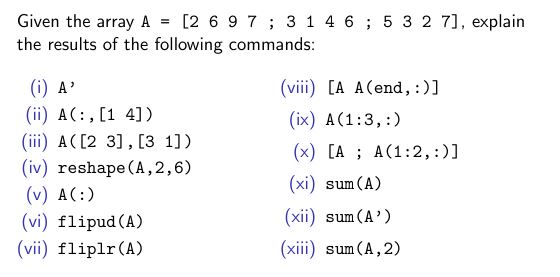 Given the array A = [2 6 9 7 ; 3 1 4 6 ; 5 3 2 7], explain
the results of the following commands:
(i) A’
(ii) A(:,[1 4])
(iii) A([2 3],[3 1])
(iv) reshape(A,2,6)
(v) A(:)
(vi) flipud(A)
(vii) fliplr(A)
(viii) [A A(end,:)]
(ix) A(1:3,:)
(x) [A ; A(1:2,:)]
(xi) sum(A)
(xii) sum(A’)
(xiii) sum(A,2)